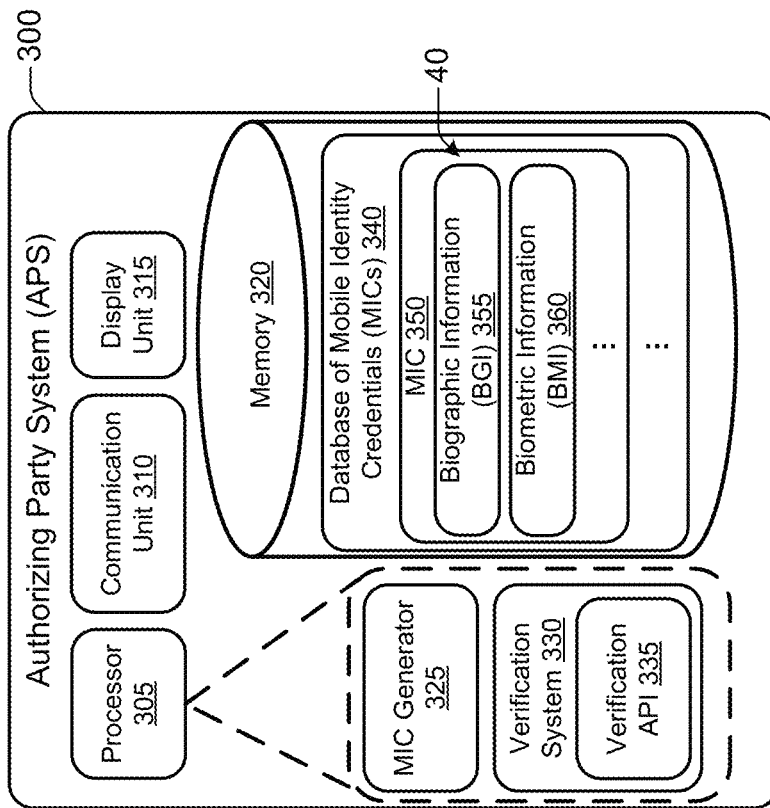 300
Authorizing Party System (APS)
Processor
305
Communication
Unit 310
Display
Unit 315
MIC Generator
325
Verification
System 330
Verification
API 335
Memory 320
Database of Mobile Identity
Credentials (MICs) 340
MIC 350
40
Biographic Information
(BGI) 355
Biometric Information
(BMI) 360
...
...